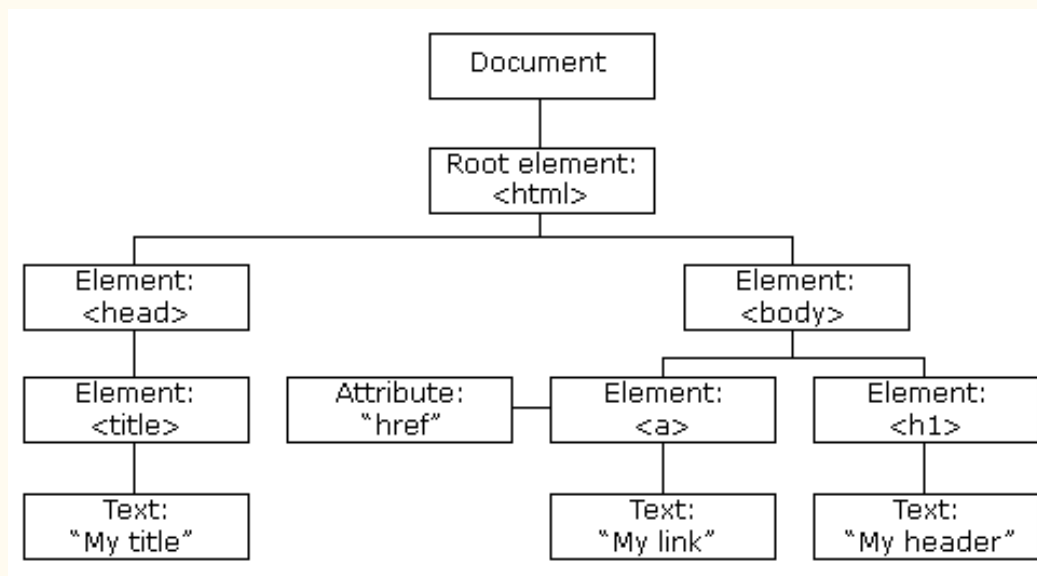 Document
Root element:
<html>
Element:
<head>
Element:
<body>
Element:
<title>
Attribute:
“href”
Element:
<a>
Element:
<h1>
Text:
“My title”
Text:
“My link”
Text:
“My header”